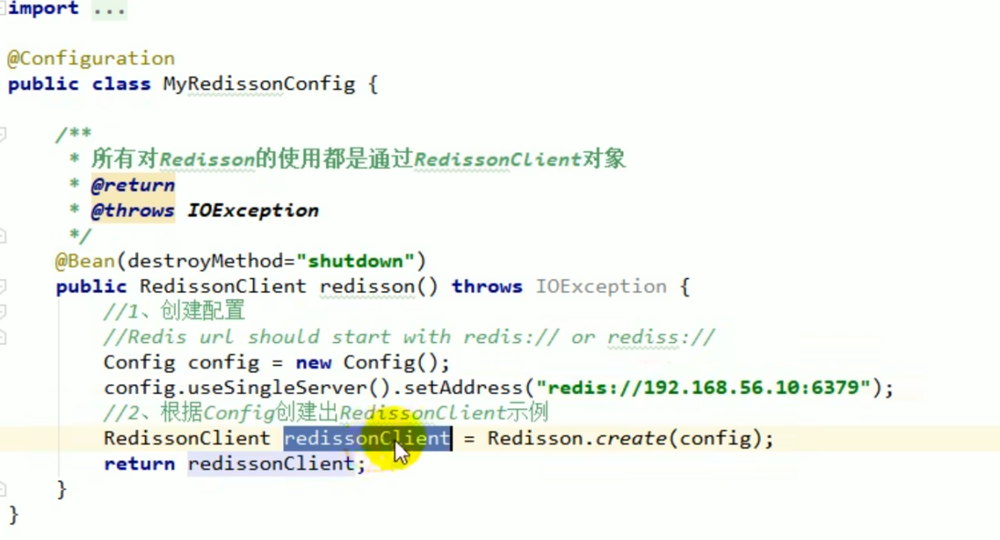 import ...
@Configuration
public class MyRedissonConfig {
/**
* 所有对Redisson的使用都是通过RedissonClient对象
* @return
* @throws IOException
*/
@Bean(destroyMethod="shutdown")
public RedissonClient redisson() throws IOException {
//1、创建配置
//Redis url should start with redis:// or rediss://
Config config = new Config();
config.useSingleServer().setAddress("redis://192.168.56.10:6379");
//2、根据Config创建出RedissonClient示例
RedissonClient redissonClient = Redisson.create(config);
return redissonClient;
}
}